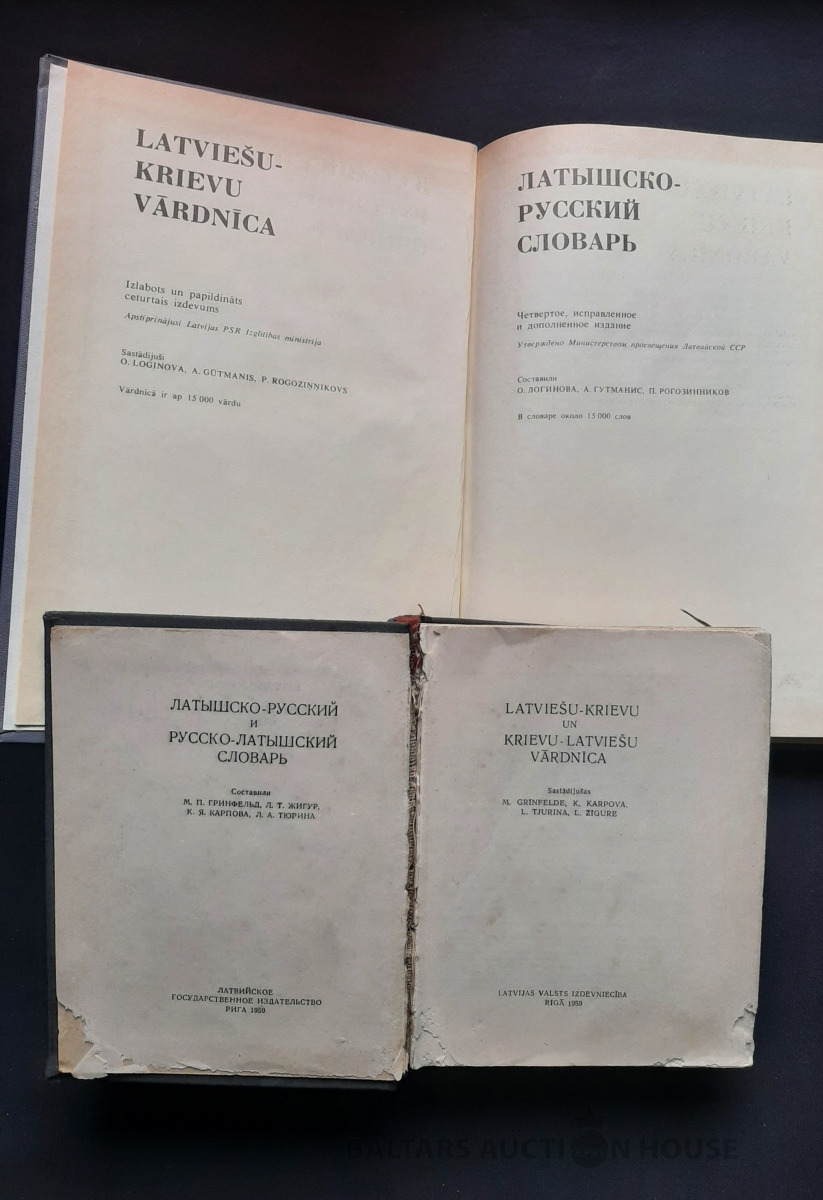 LATVIEŠU-
KRIEVU
VĀRDNĪCA
Izlabots un papildināts
ceturtais izdevums
Apstiprinājusi Latvijas PSR Izglītības ministrija
Sastādījuši
O. LOGINOVA, A. GŪTMANIS, P. ROGOZIŅŅIKOVS
Vārdnīcā ir ap 15 000 vārdu
ЛАТЫШСКО-
РУССКИЙ
СЛОВАРЬ
Четвертое, исправленное
и дополненное издание
Утверждено Министерством просвещения Латвийской ССР
Составили
О. ЛОГИНОВА, А. ГУТМАНИС, П. РОГОЗИННИКОВ
В словаре около 15 000 слов
ЛАТЫШСКО-РУССКИЙ
И
РУССКО-ЛАТЫШСКИЙ
СЛОВАРЬ
Составили
М. П. ГРИНФЕЛЬД, Л. Т. ЖИГУР,
К. Я. КАРПОВА, Л. А. ТЮРИНА
ЛАТВИЙСКОЕ
ГОСУДАРСТВЕННОЕ ИЗДАТЕЛЬСТВО
РИГА 1959
LATVIEŠU-KRIEVU
UN
KRIEVU-LATVIEŠU
VĀRDNĪCA
Sastādījušas
M. GRINFELDE, K. KARPOVA,
L. TJURINA, L. ŽIGURE
LATVIJAS VALSTS IZDEVNIECĪBA
RĪGĀ 1959
BALTARS AUCTION HOUSE